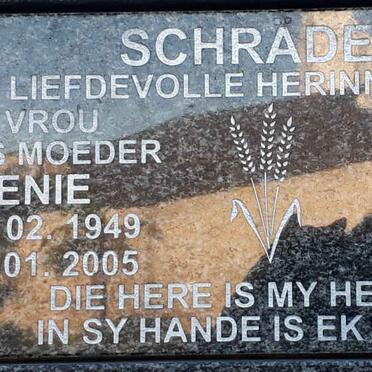 SCHRADE
LIEFDEVOLLE HERINN
VROU
S MOEDER
ENIE
02. 1949
01. 2005
DIE HERE IS MY HE
IN SY HANDE IS EK